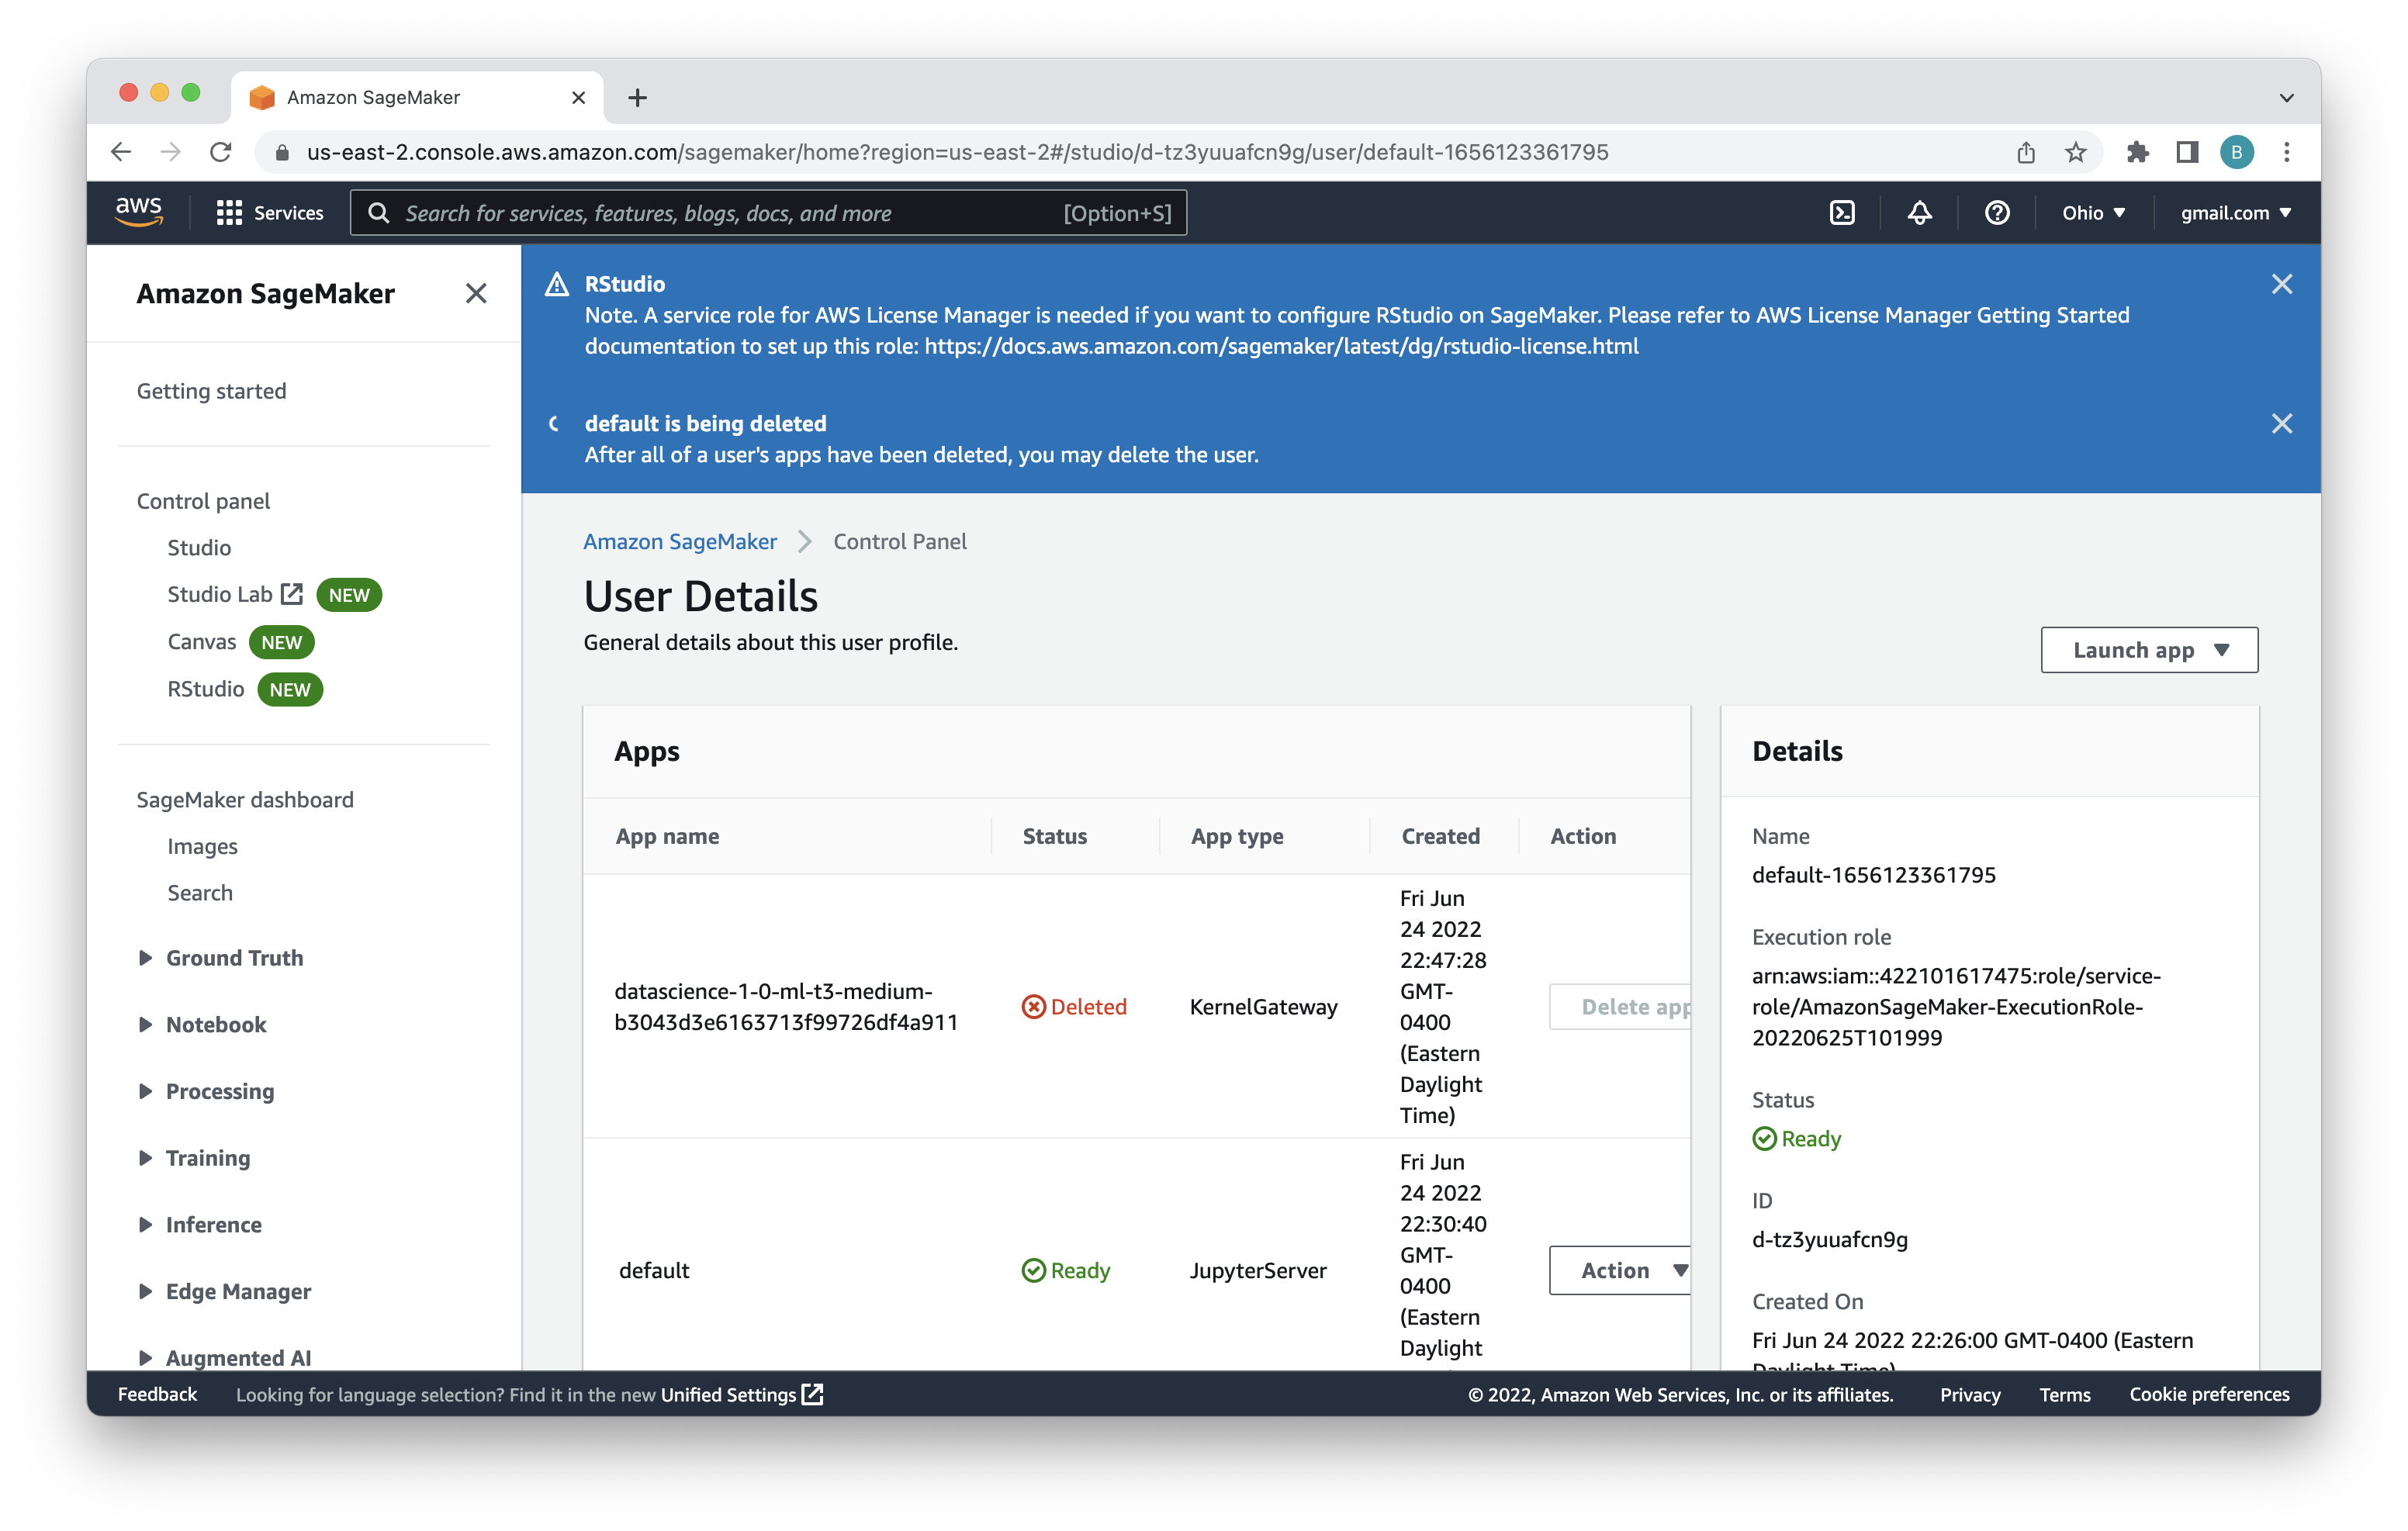 Amazon SageMaker
us-east-2.console.aws.amazon.com/sagemaker/home?region=us-east-2#/studio/d-tz3yuuafcn9g/user/default-1656123361795
B
aws
Services
Search for services, features, blogs, docs, and more
[Option+S]
Ohio
gmail.com
Amazon SageMaker
Getting started
Control panel
Studio
Studio Lab NEW
Canvas NEW
RStudio NEW
SageMaker dashboard
Images
Search
Ground Truth
Notebook
Processing
Training
Inference
Edge Manager
Augmented AI
RStudio
Note. A service role for AWS License Manager is needed if you want to configure RStudio on SageMaker. Please refer to AWS License Manager Getting Started
documentation to set up this role: https://docs.aws.amazon.com/sagemaker/latest/dg/rstudio-license.html
default is being deleted
After all of a user's apps have been deleted, you may delete the user.
Amazon SageMaker
Control Panel
User Details
General details about this user profile.
Launch app
Apps
App name
Status
App type
Created
Action
datascience-1-0-ml-t3-medium-
b3043d3e6163713f99726df4a911
Deleted
KernelGateway
Fri Jun
24 2022
22:47:28
GMT-
0400
(Eastern
Daylight
Time)
Delete app
default
Ready
JupyterServer
Fri Jun
24 2022
22:30:40
GMT-
0400
(Eastern
Daylight
Action
Details
Name
default-1656123361795
Execution role
arn:aws:iam::422101617475:role/service-
role/AmazonSageMaker-ExecutionRole-
20220625T101999
Status
Ready
ID
d-tz3yuuafcn9g
Created On
Fri Jun 24 2022 22:26:00 GMT-0400 (Eastern
Daylight Time)
Feedback
Looking for language selection? Find it in the new Unified Settings
© 2022, Amazon Web Services, Inc. or its affiliates.
Privacy
Terms
Cookie preferences